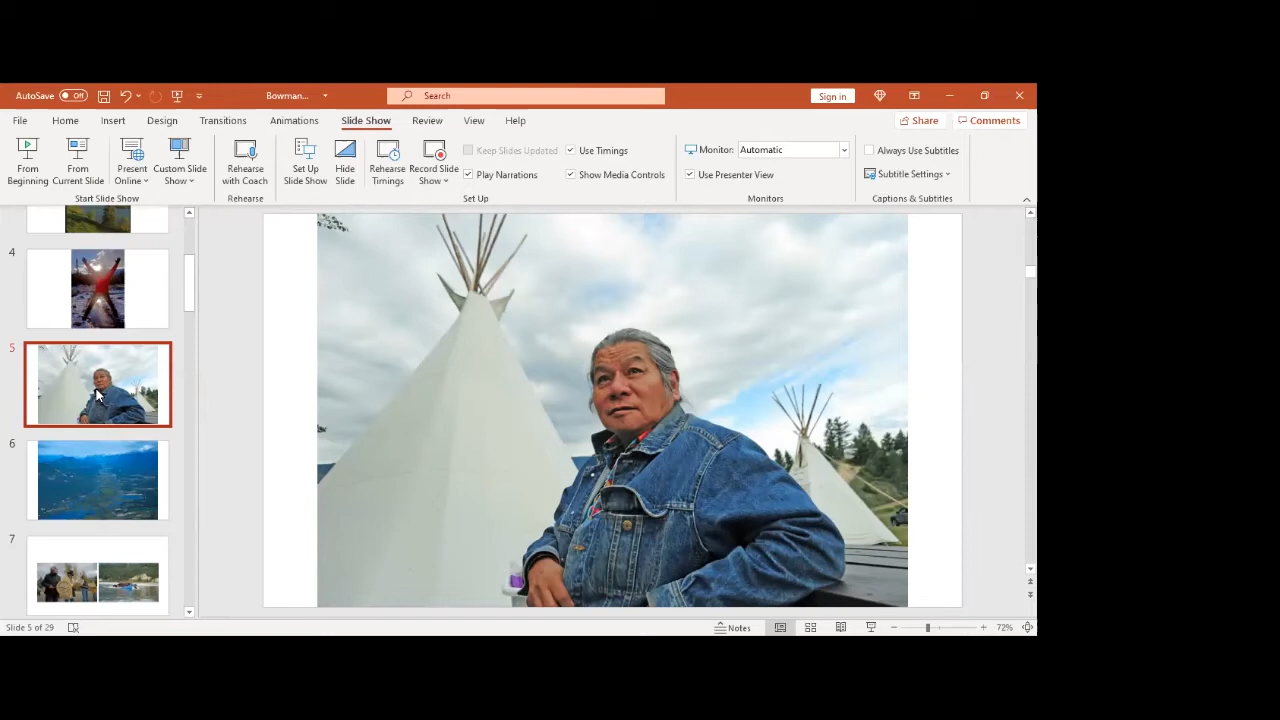 AutoSave Off Bowman... Search Sign in
File Home Insert Design Transitions Animations Slide Show Review View Help Share Comments
From Beginning
From Current Slide
Present Online
Custom Slide Show
Start Slide Show
Rehearse with Coach
Rehearse
Set Up Slide Show
Hide Slide
Rehearse Timings
Record Slide Show
Keep Slides Updated
Play Narrations
Use Timings
Show Media Controls
Set Up
Monitor: Automatic
Use Presenter View
Monitors
Always Use Subtitles
Subtitle Settings
Captions & Subtitles
4
5
6
7
Slide 5 of 29 Notes 72%